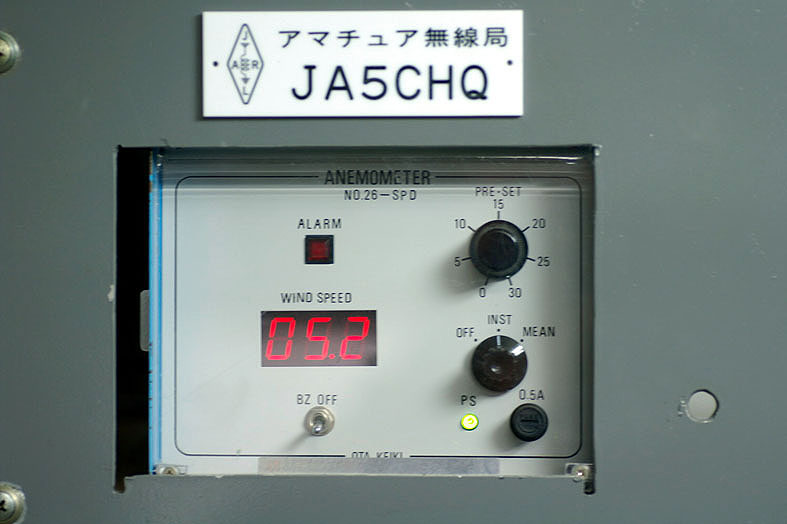 アマチュア無線局
JARL
JA5CHQ
ANEMOMETER
NO.26-SPD
PRE-SET
0 5 10 15 20 25 30
ALARM
WIND SPEED
05.2
OFF INST MEAN
BZ OFF
PS
0.5A
OTA KEIKI